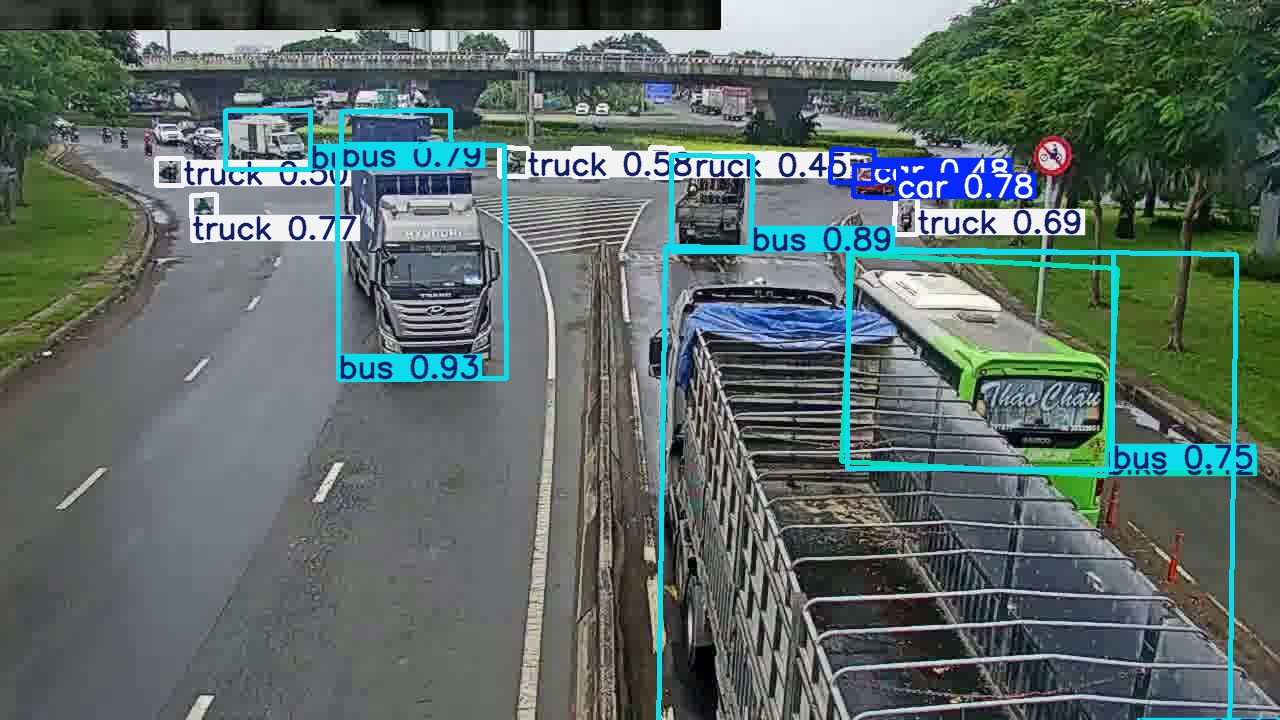 bus 0.79
truck 0.50
truck 0.58
truck 0.45
car 0.48
car 0.78
truck 0.77
truck 0.69
bus 0.89
HYUNDAI
bus 0.93
Thảo Châu
bus 0.75